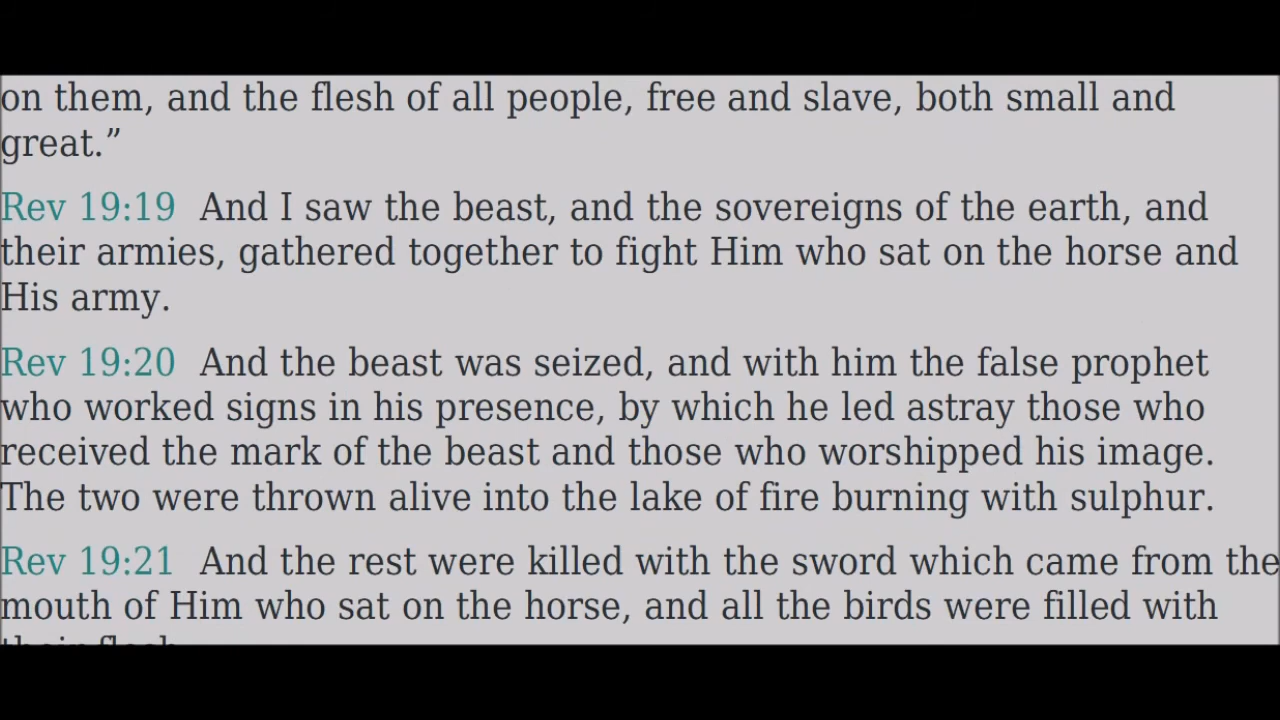 on them, and the flesh of all people, free and slave, both small and
great.”
Rev 19:19 And I saw the beast, and the sovereigns of the earth, and
their armies, gathered together to fight Him who sat on the horse and
His army.
Rev 19:20 And the beast was seized, and with him the false prophet
who worked signs in his presence, by which he led astray those who
received the mark of the beast and those who worshipped his image.
The two were thrown alive into the lake of fire burning with sulphur.
Rev 19:21 And the rest were killed with the sword which came from the
mouth of Him who sat on the horse, and all the birds were filled with
their flesh